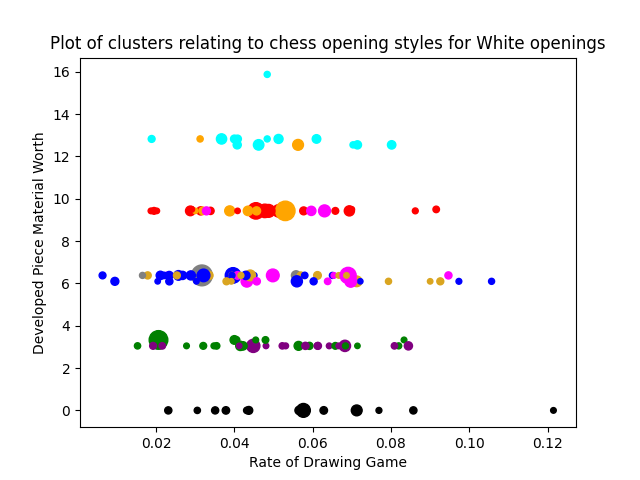 Plot of clusters relating to chess opening styles for White openings
16
14
12
10
8
6
4
2
0
Developed Piece Material Worth
0.02 0.04 0.06 0.08 0.10 0.12
Rate of Drawing Game